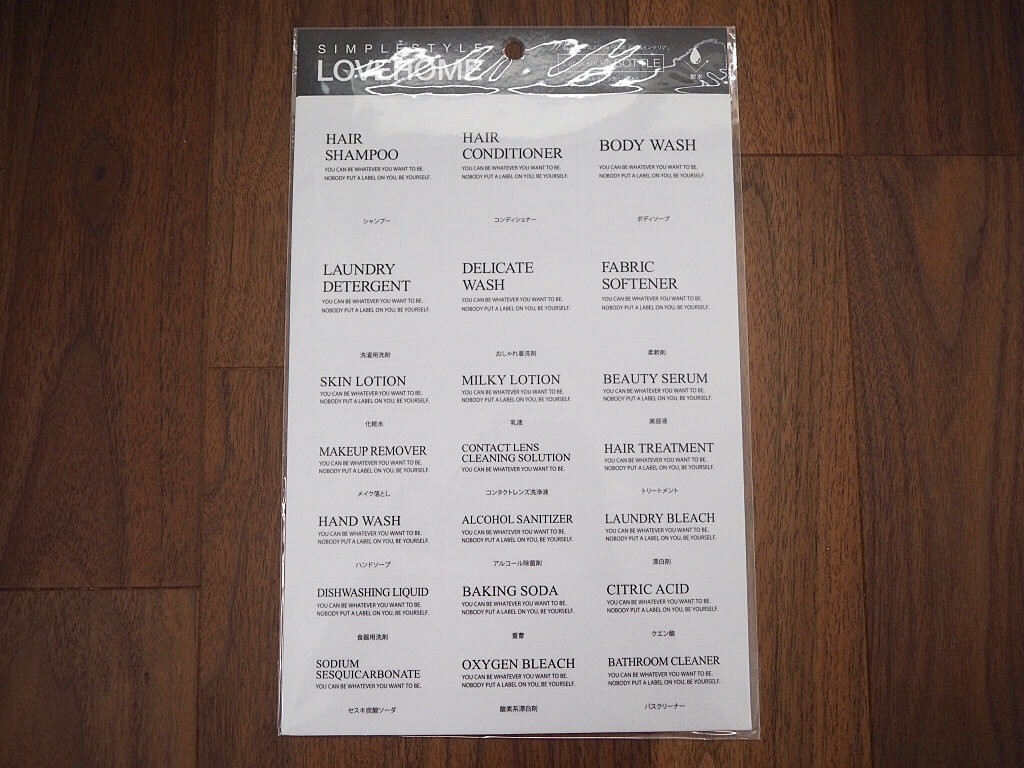 SIMPLESTYLE
LOVEHOME
BOTTLE
耐水
HAIR
SHAMPOO
YOU CAN BE WHATEVER YOU WANT TO BE.
NOBODY PUT A LABEL ON YOU, BE YOURSELF.
シャンプー
HAIR
CONDITIONER
YOU CAN BE WHATEVER YOU WANT TO BE.
NOBODY PUT A LABEL ON YOU, BE YOURSELF.
コンディショナー
BODY WASH
YOU CAN BE WHATEVER YOU WANT TO BE.
NOBODY PUT A LABEL ON YOU, BE YOURSELF.
ボディソープ
LAUNDRY
DETERGENT
YOU CAN BE WHATEVER YOU WANT TO BE.
NOBODY PUT A LABEL ON YOU, BE YOURSELF.
洗濯用洗剤
DELICATE
WASH
YOU CAN BE WHATEVER YOU WANT TO BE.
NOBODY PUT A LABEL ON YOU, BE YOURSELF.
おしゃれ着洗剤
FABRIC
SOFTENER
YOU CAN BE WHATEVER YOU WANT TO BE.
NOBODY PUT A LABEL ON YOU, BE YOURSELF.
柔軟剤
SKIN LOTION
YOU CAN BE WHATEVER YOU WANT TO BE.
NOBODY PUT A LABEL ON YOU, BE YOURSELF.
化粧水
MILKY LOTION
YOU CAN BE WHATEVER YOU WANT TO BE.
NOBODY PUT A LABEL ON YOU, BE YOURSELF.
乳液
BEAUTY SERUM
YOU CAN BE WHATEVER YOU WANT TO BE.
NOBODY PUT A LABEL ON YOU, BE YOURSELF.
美容液
MAKEUP REMOVER
YOU CAN BE WHATEVER YOU WANT TO BE.
NOBODY PUT A LABEL ON YOU, BE YOURSELF.
メイク落とし
CONTACT LENS
CLEANING SOLUTION
YOU CAN BE WHATEVER YOU WANT TO BE.
コンタクトレンズ洗浄液
HAIR TREATMENT
YOU CAN BE WHATEVER YOU WANT TO BE.
NOBODY PUT A LABEL ON YOU, BE YOURSELF.
トリートメント
HAND WASH
YOU CAN BE WHATEVER YOU WANT TO BE.
NOBODY PUT A LABEL ON YOU, BE YOURSELF.
ハンドソープ
ALCOHOL SANITIZER
YOU CAN BE WHATEVER YOU WANT TO BE.
NOBODY PUT A LABEL ON YOU, BE YOURSELF.
アルコール除菌剤
LAUNDRY BLEACH
YOU CAN BE WHATEVER YOU WANT TO BE.
NOBODY PUT A LABEL ON YOU, BE YOURSELF.
漂白剤
DISHWASHING LIQUID
YOU CAN BE WHATEVER YOU WANT TO BE.
NOBODY PUT A LABEL ON YOU, BE YOURSELF.
食器用洗剤
BAKING SODA
YOU CAN BE WHATEVER YOU WANT TO BE.
NOBODY PUT A LABEL ON YOU, BE YOURSELF.
重曹
CITRIC ACID
YOU CAN BE WHATEVER YOU WANT TO BE.
NOBODY PUT A LABEL ON YOU, BE YOURSELF.
クエン酸
SODIUM
SESQUICARBONATE
YOU CAN BE WHATEVER YOU WANT TO BE.
セスキ炭酸ソーダ
OXYGEN BLEACH
YOU CAN BE WHATEVER YOU WANT TO BE.
NOBODY PUT A LABEL ON YOU, BE YOURSELF.
酸素系漂白剤
BATHROOM CLEANER
YOU CAN BE WHATEVER YOU WANT TO BE.
NOBODY PUT A LABEL ON YOU, BE YOURSELF.
バスクリーナー